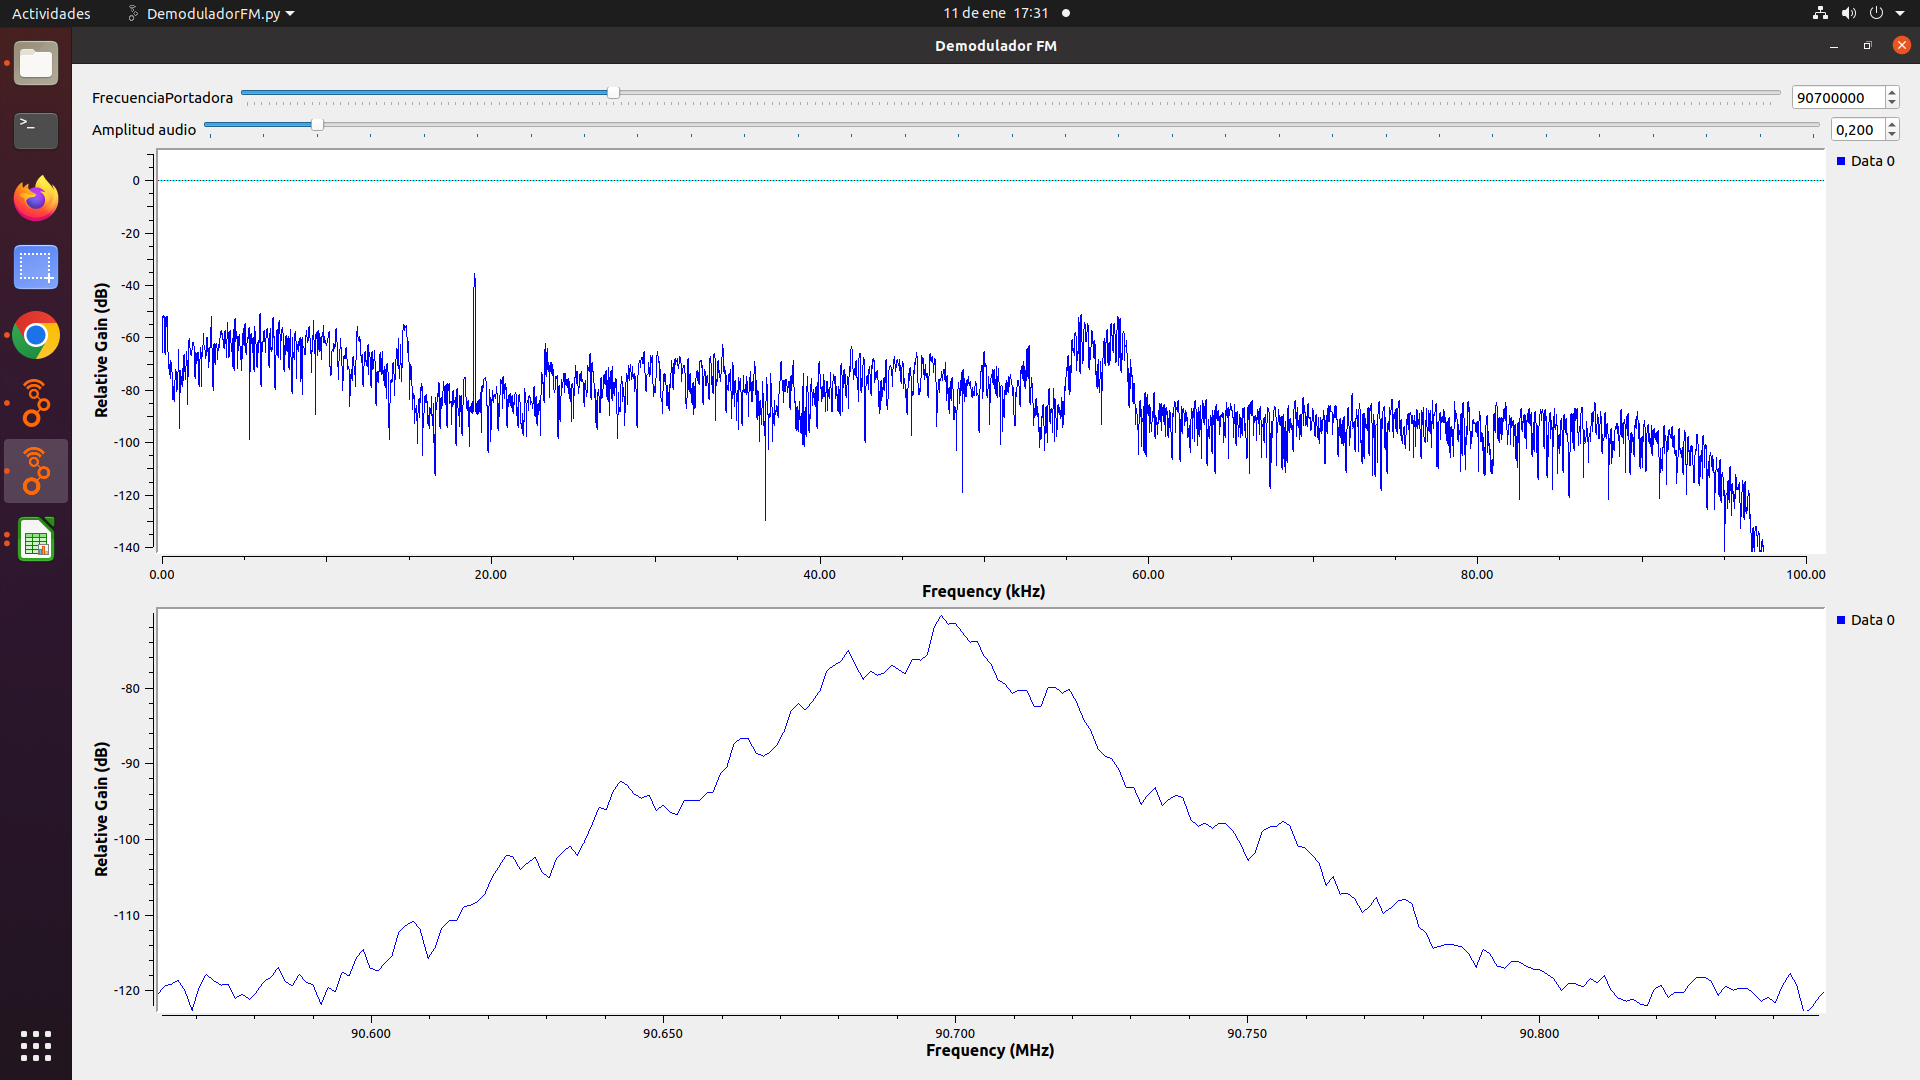 Actividades DemoduladorFM.py 11 de ene 17:31
Demodulador FM
FrecuenciaPortadora 90700000
Amplitud audio 0,200
Data 0
0
-20
-40
-60
-80
-100
-120
-140
Relative Gain (dB)
0.00 20.00 40.00 60.00 80.00 100.00
Frequency (kHz)
Data 0
-80
-90
-100
-110
-120
Relative Gain (dB)
90.600 90.650 90.700 90.750 90.800
Frequency (MHz)